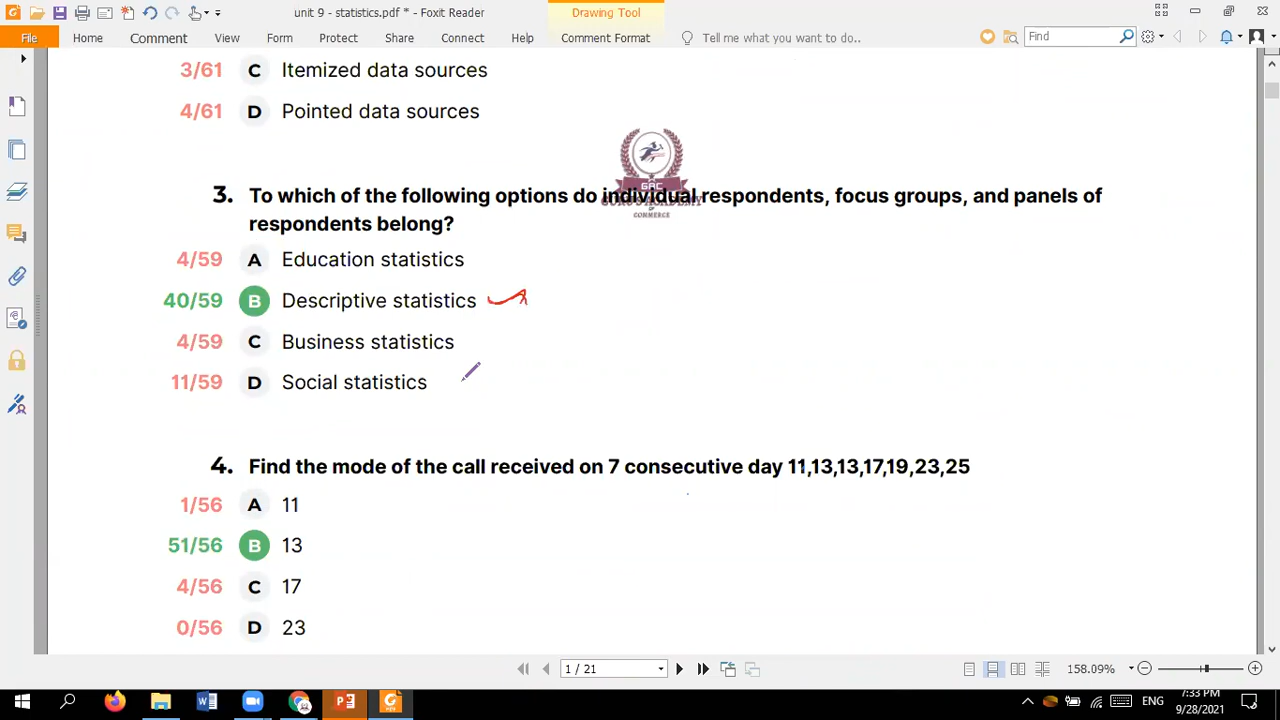 unit 9 - statistics.pdf * - Foxit Reader
Drawing Tool
File
Home
Comment
View
Form
Protect
Share
Connect
Help
Comment Format
Tell me what you want to do..
Find
3/61 C Itemized data sources
4/61 D Pointed data sources
GAC
GURU'S ACADEMY
OF
COMMERCE
3. To which of the following options do individual respondents, focus groups, and panels of
respondents belong?
4/59 A Education statistics
40/59 B Descriptive statistics
4/59 C Business statistics
11/59 D Social statistics
4. Find the mode of the call received on 7 consecutive day 11,13,13,17,19,23,25
1/56 A 11
51/56 B 13
4/56 C 17
0/56 D 23
1 / 21
158.09%
ENG
7:33 PM
9/28/2021